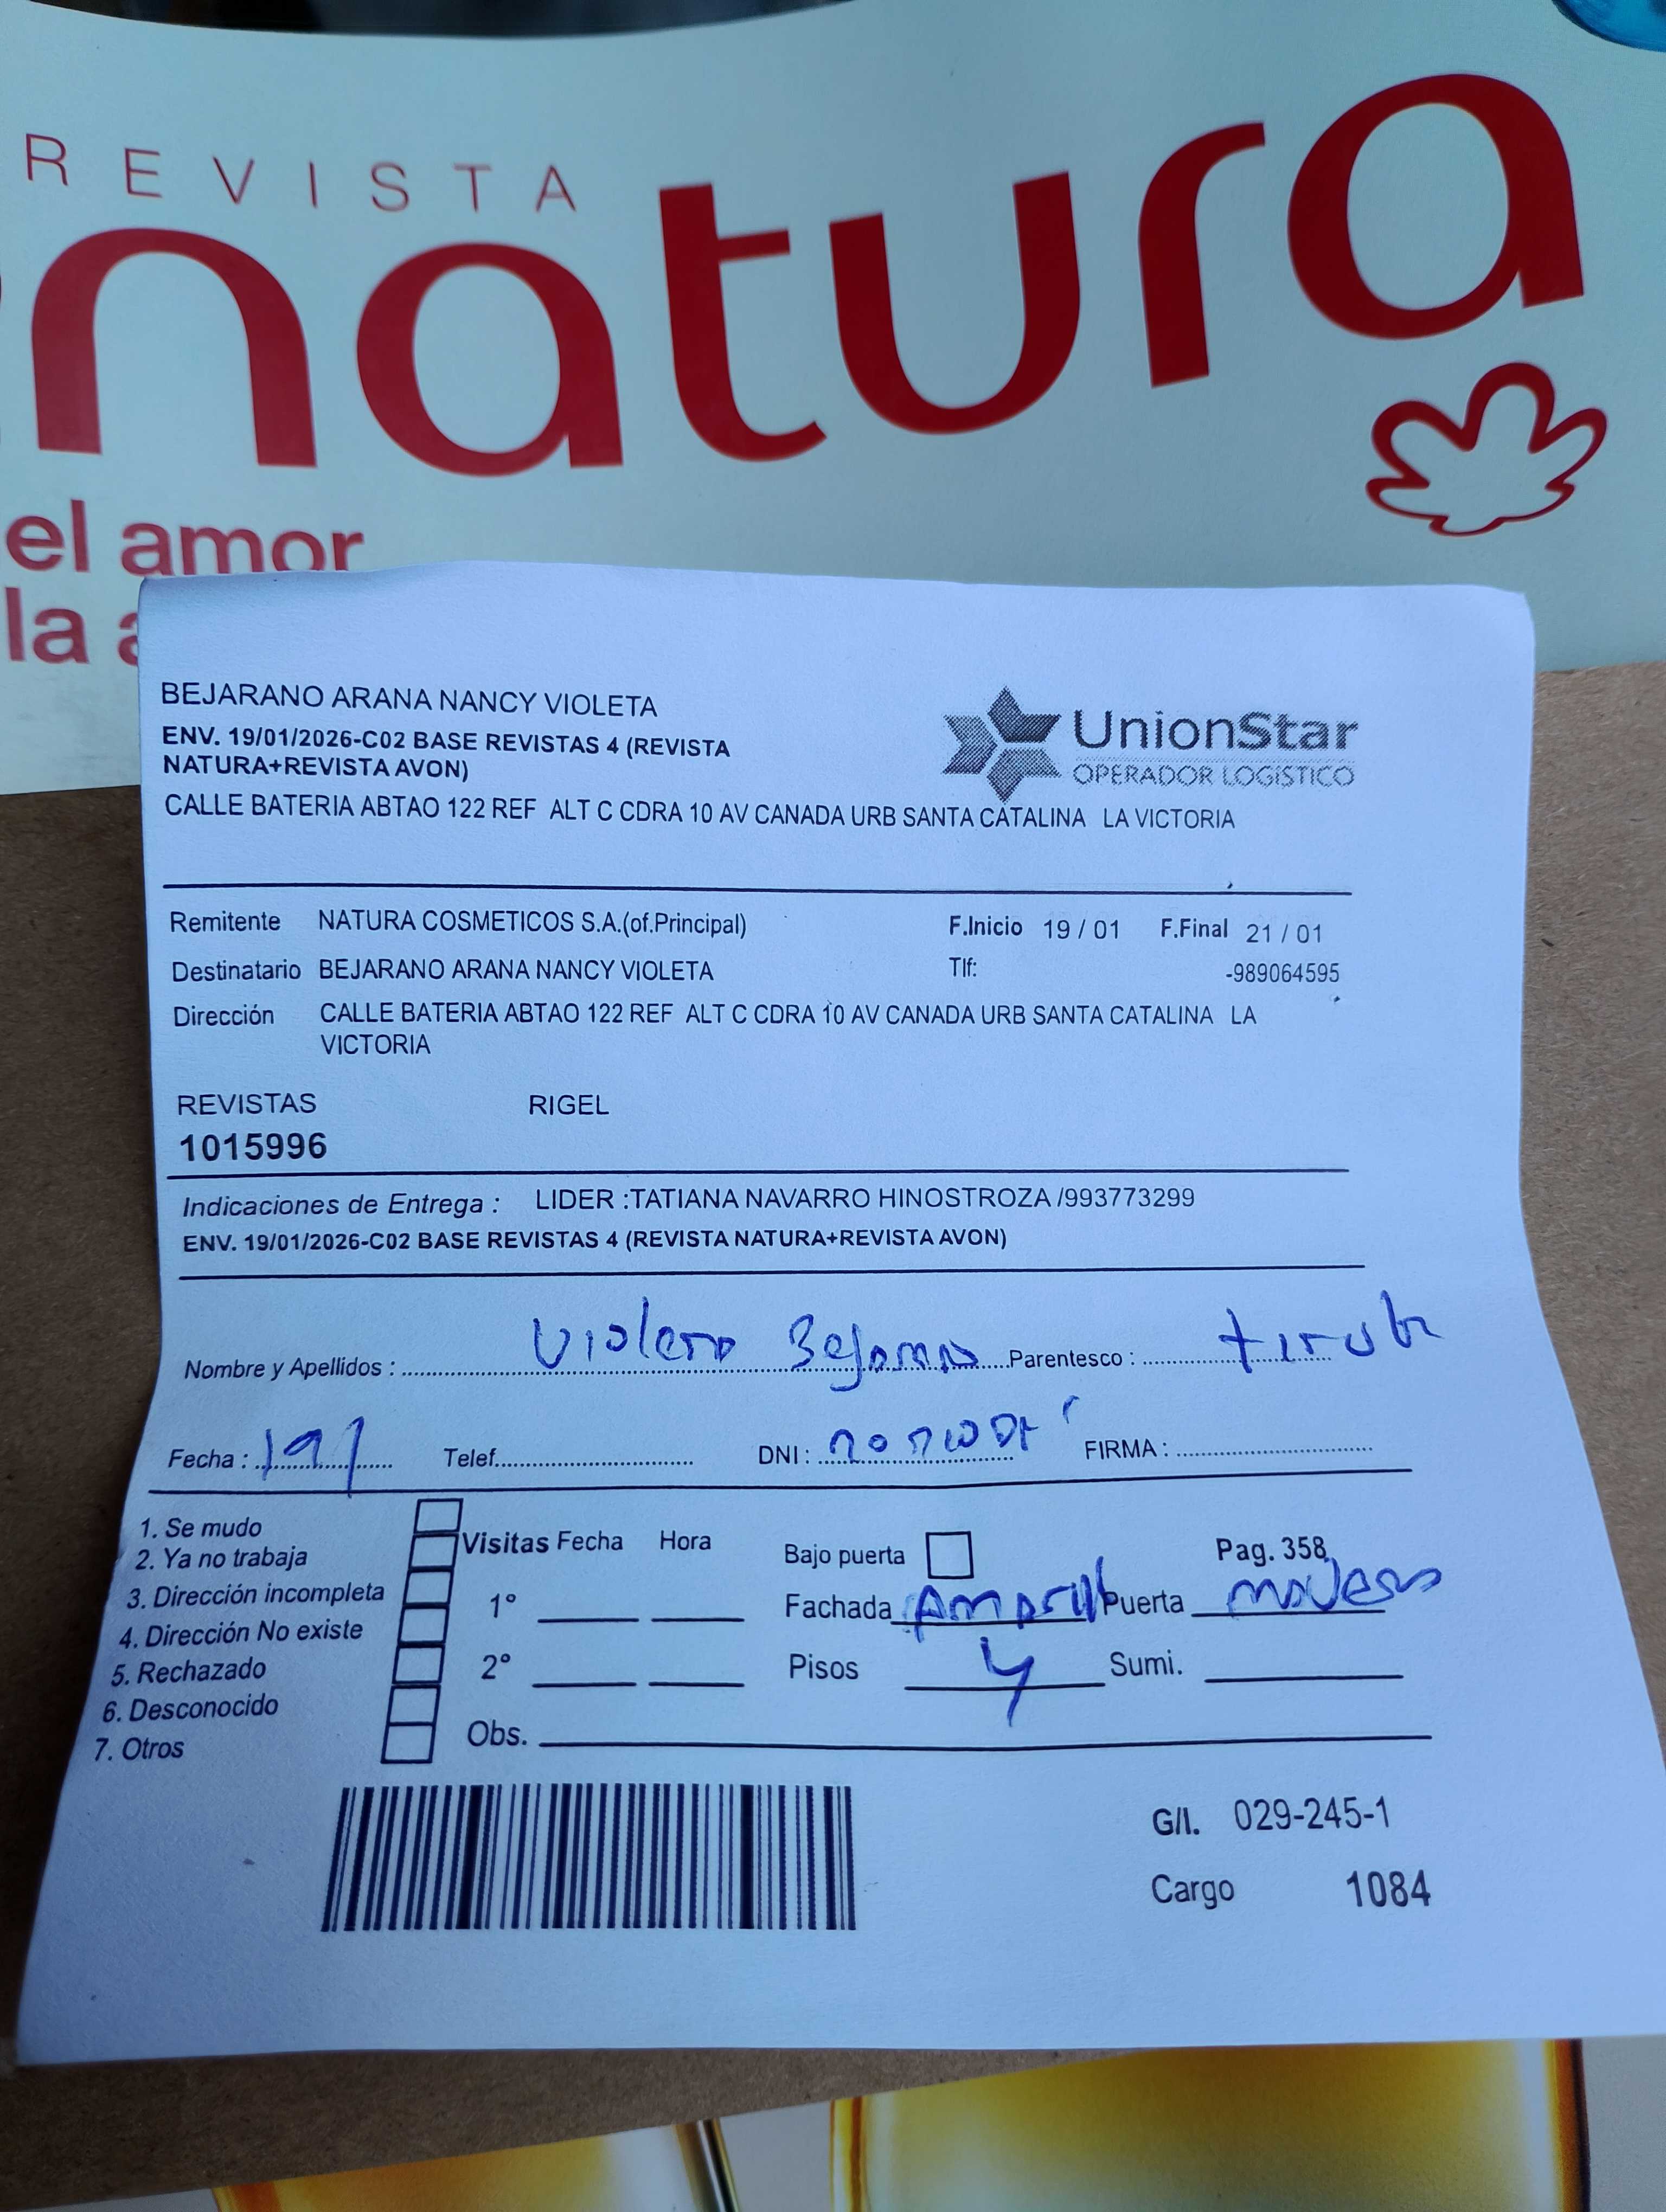 REVISTA
natura
el amor
la a
BEJARANO ARANA NANCY VIOLETA
ENV. 19/01/2026-C02 BASE REVISTAS 4 (REVISTA
NATURA+REVISTA AVON)
UnionStar
OPERADOR LOGíSTICO
CALLE BATERIA ABTAO 122 REF ALT C CDRA 10 AV CANADA URB SANTA CATALINA LA VICTORIA
Remitente NATURA COSMETICOS S.A.(of.Principal) F.Inicio 19 / 01 F.Final 21 / 01
Destinatario BEJARANO ARANA NANCY VIOLETA Tlf: -989064595
Dirección CALLE BATERIA ABTAO 122 REF ALT C CDRA 10 AV CANADA URB SANTA CATALINA LA
VICTORIA
REVISTAS RIGEL
1015996
Indicaciones de Entrega : LIDER :TATIANA NAVARRO HINOSTROZA /993773299
ENV. 19/01/2026-C02 BASE REVISTAS 4 (REVISTA NATURA+REVISTA AVON)
Nombre y Apellidos : Violeta Bejarano Parentesco :
Fecha : 19/ Telef. DNI : FIRMA :
1. Se mudo
2. Ya no trabaja
3. Dirección incompleta
4. Dirección No existe
5. Rechazado
6. Desconocido
7. Otros
Visitas Fecha Hora
1°
2°
Obs.
Bajo puerta Pag. 358
Fachada Puerta
Pisos 4 Sumi.
G/I. 029-245-1
Cargo 1084